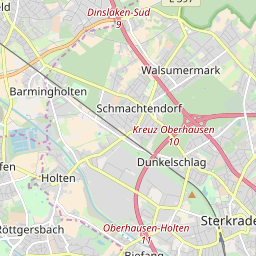 Dinslaken-Süd
9
Walsumermark
Barmingholten
Schmachtendorf
Kreuz Oberhausen
10
Dunkelschlag
Holten
Oberhausen-Holten
11
Sterkrade
Röttgersbach